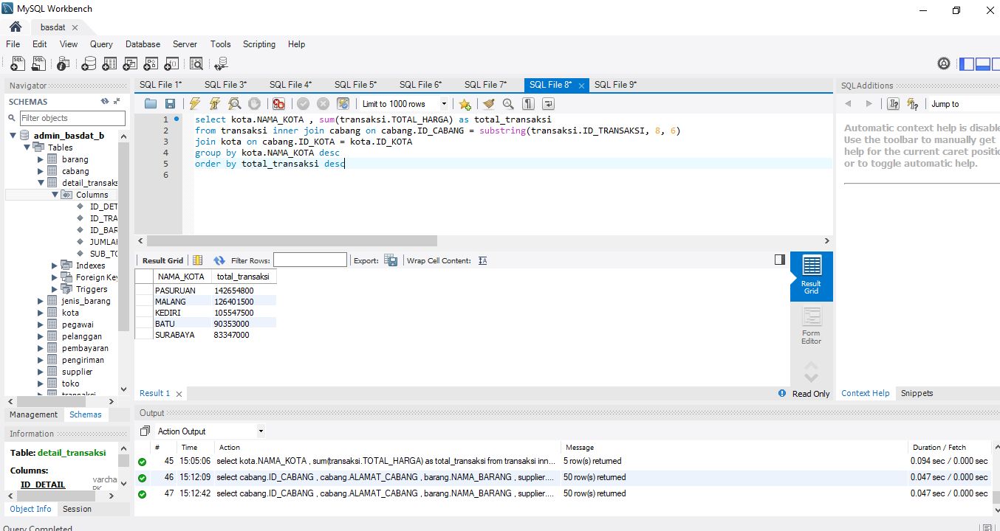 MySQL Workbench
basdat
File Edit View Query Database Server Tools Scripting Help
Navigator
SCHEMAS
Filter objects
admin_basdat_b
Tables
barang
cabang
detail_transaks
Columns
ID_DET
ID_TRA
ID_BAR
JUMLAH
SUB_TO
Indexes
Foreign Key
Triggers
jenis_barang
kota
pegawai
pelanggan
pembayaran
pengiriman
supplier
toko
transaksi
Management Schemas
Information
Table: detail_transaksi
Columns:
ID_DETAIL varcha
PK
Object Info Session
SQL File 1* SQL File 3* SQL File 4* SQL File 5* SQL File 6* SQL File 7* SQL File 8* SQL File 9*
Limit to 1000 rows
1 select kota.NAMA_KOTA , sum(transaksi.TOTAL_HARGA) as total_transaksi
2 from transaksi inner join cabang on cabang.ID_CABANG = substring(transaksi.ID_TRANSAKSI, 8, 6)
3 join kota on cabang.ID_KOTA = kota.ID_KOTA
4 group by kota.NAMA_KOTA desc
5 order by total_transaksi desc
6
Result Grid Filter Rows: Export: Wrap Cell Content:
NAMA_KOTA total_transaksi
PASURUAN 142654800
MALANG 126401500
KEDIRI 105547500
BATU 90353000
SURABAYA 83347000
Result
Grid
Form
Editor
Result 1
Read Only
SQLAdditions
Jump to
Automatic context help is disable
Use the toolbar to manually get
help for the current caret positio
or to toggle automatic help.
Context Help Snippets
Output
Action Output
# Time Action Message Duration / Fetch
45 15:05:06 select kota.NAMA_KOTA , sum(transaksi.TOTAL_HARGA) as total_transaksi from transaksi inn... 5 row(s) returned 0.094 sec / 0.000 sec
46 15:12:09 select cabang.ID_CABANG , cabang.ALAMAT_CABANG , barang.NAMA_BARANG , supplier.... 50 row(s) returned 0.047 sec / 0.000 sec
47 15:12:42 select cabang.ID_CABANG , cabang.ALAMAT_CABANG , barang.NAMA_BARANG , supplier.... 50 row(s) returned 0.047 sec / 0.000 sec
Query Completed